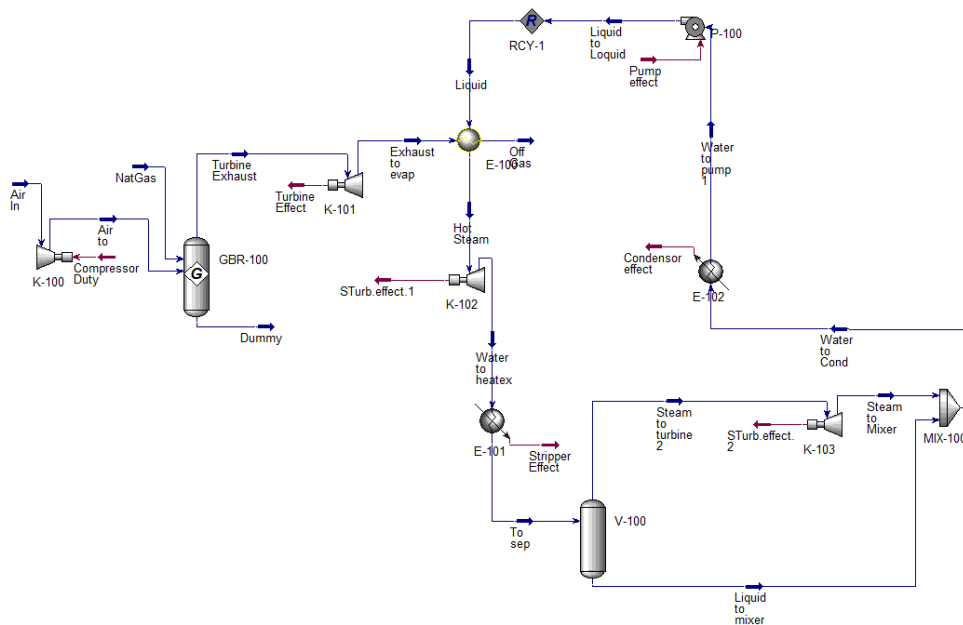 R
RCY-1
Liquid
to
Loquid
P-100
Pump
effect
Liquid
E-100
Off
Gas
Exhaust
to
evap
Turbine
Exhaust
NatGas
Turbine
Effect
K-101
Air
In
Air
to
K-100
Compressor
Duty
G
GBR-100
Dummy
Hot
Steam
STurb.effect.1
K-102
Water
to
pump
1
Condensor
effect
E-102
Water
to
Cond
Water
to
heatex
E-101
Stripper
Effect
To
sep
V-100
Steam
to
turbine
2
STurb.effect.
2
K-103
Steam
to
Mixer
MIX-100
Liquid
to
mixer